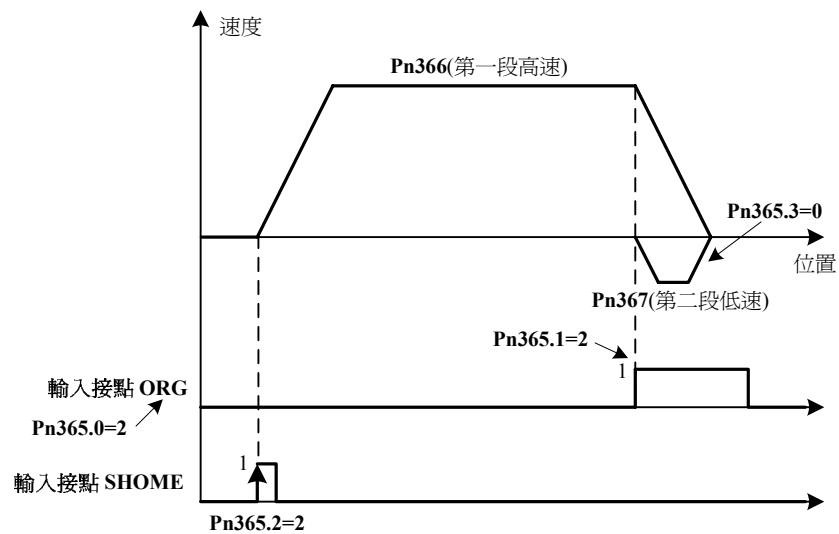 速度
Pn366(第一段高速)
Pn365.3=0
位置
Pn367(第二段低速)
Pn365.1=2
1
輸入接點 ORG
Pn365.0=2
1
輸入接點 SHOME
Pn365.2=2